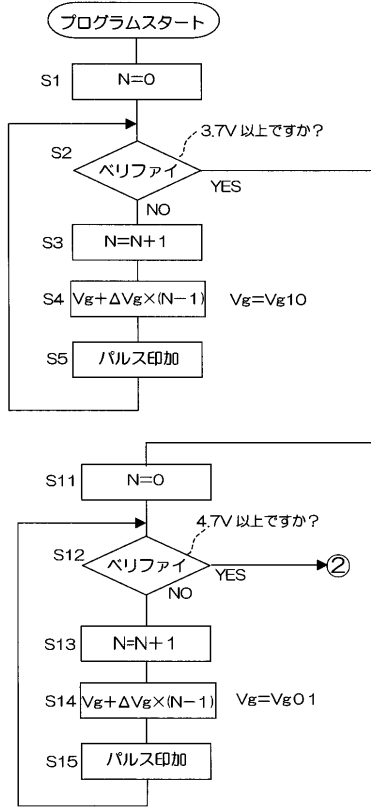 プログラムスタート
S1 N=0
3.7V 以上ですか?
S2 ベリファイ
YES
NO
S3 N=N+1
S4 Vg+ΔVg×(N-1) Vg=Vg10
S5 パルス印加
S11 N=0
4.7V 以上ですか?
S12 ベリファイ
YES ②
NO
S13 N=N+1
S14 Vg+ΔVg×(N-1) Vg=Vg01
S15 パルス印加